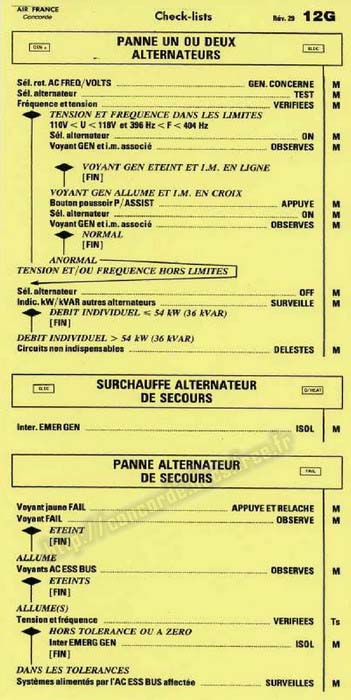 AIR FRANCE
Concorde
Check-lists
Rév. 29 12G
PANNE UN OU DEUX
ALTERNATEURS
ELEC
Sél. rot. AC FREQ/VOLTS GEN. CONCERNE M
Sél. alternateur TEST M
Fréquence et tension VERIFIEES M
TENSION ET FREQUENCE DANS LES LIMITES
110V < U < 118V et 396 Hz < F < 404 Hz
Sél. alternateur ON M
Voyant GEN et i.m. associé OBSERVES M
VOYANT GEN ETEINT ET I.M. EN LIGNE
[FIN]
VOYANT GEN ALLUME ET I.M. EN CROIX
Bouton poussoir P/ASSIST APPUYE M
Sél. alternateur ON M
Voyant GEN et i.m. associé OBSERVES M
NORMAL
[FIN]
ANORMAL
TENSION ET/OU FREQUENCE HORS LIMITES
Sél. alternateur OFF M
Indic. kW/kVAR autres alternateurs SURVEILLE M
DEBIT INDIVIDUEL ≤ 54 kW (36 kVAR)
[FIN]
DEBIT INDIVIDUEL > 54 kW (36 kVAR)
Circuits non indispensables DELESTES M
ELEC
SURCHAUFFE ALTERNATEUR
DE SECOURS
O/HEAT
Inter. EMER GEN ISOL M
ELEC
PANNE ALTERNATEUR
DE SECOURS
FAIL
Voyant jaune FAIL APPUYE ET RELACHE M
Voyant FAIL OBSERVE M
ETEINT
[FIN]
ALLUME
Voyants AC ESS BUS OBSERVES M
ETEINTS
[FIN]
ALLUME(S)
Tension et fréquence VERIFIEES Ts
HORS TOLERANCE OU A ZERO
Inter EMERG GEN ISOL M
[FIN]
DANS LES TOLERANCES
Systèmes alimentés par l'AC ESS BUS affectée SURVEILLES M